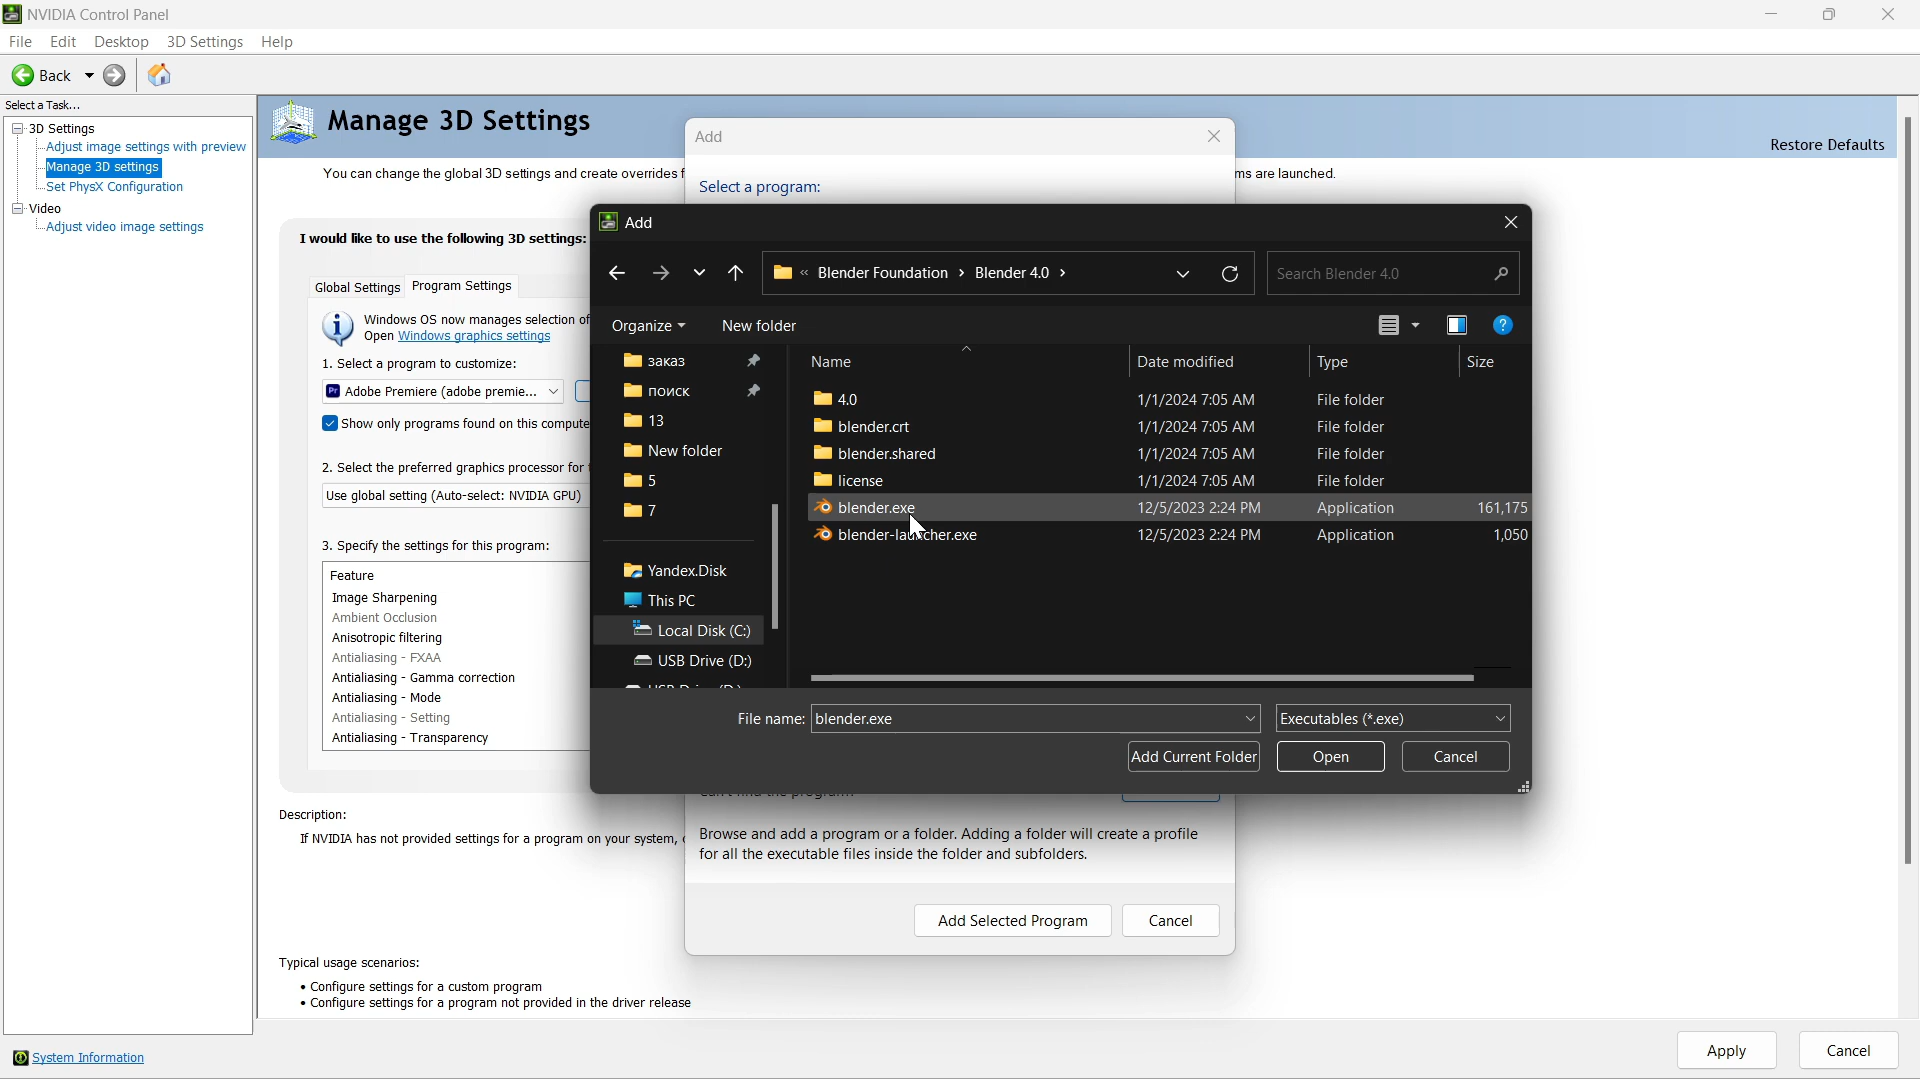 NVIDIA Control Panel
File Edit Desktop 3D Settings Help
Back
Select a Task...
3D Settings
Adjust image settings with preview
Manage 3D settings
Set PhysX Configuration
Video
Adjust video image settings
System Information
Manage 3D Settings
Restore Defaults
You can change the global 3D settings and create overrides f
ms are launched.
I would like to use the following 3D settings:
Global Settings Program Settings
Windows OS now manages selection of
Open Windows graphics settings
1. Select a program to customize:
Adobe Premiere (adobe premie...
Show only programs found on this compute
2. Select the preferred graphics processor for
Use global setting (Auto-select: NVIDIA GPU)
3. Specify the settings for this program:
Feature
Image Sharpening
Ambient Occlusion
Anisotropic filtering
Antialiasing - FXAA
Antialiasing - Gamma correction
Antialiasing - Mode
Antialiasing - Setting
Antialiasing - Transparency
Description:
If NVIDIA has not provided settings for a program on your system,
Typical usage scenarios:
• Configure settings for a custom program
• Configure settings for a program not provided in the driver release
Apply Cancel
Add
Select a program:
Browse and add a program or a folder. Adding a folder will create a profile
for all the executable files inside the folder and subfolders.
Add Selected Program Cancel
Add
« Blender Foundation › Blender 4.0 ›
Search Blender 4.0
Organize New folder
заказ
поиск
13
New folder
5
7
Yandex.Disk
This PC
Local Disk (C:)
USB Drive (D:)
Name Date modified Type Size
4.0 1/1/2024 7:05 AM File folder
blender.crt 1/1/2024 7:05 AM File folder
blender.shared 1/1/2024 7:05 AM File folder
license 1/1/2024 7:05 AM File folder
blender.exe 12/5/2023 2:24 PM Application 161,175
blender-launcher.exe 12/5/2023 2:24 PM Application 1,050
File name: blender.exe Executables (*.exe)
Add Current Folder Open Cancel